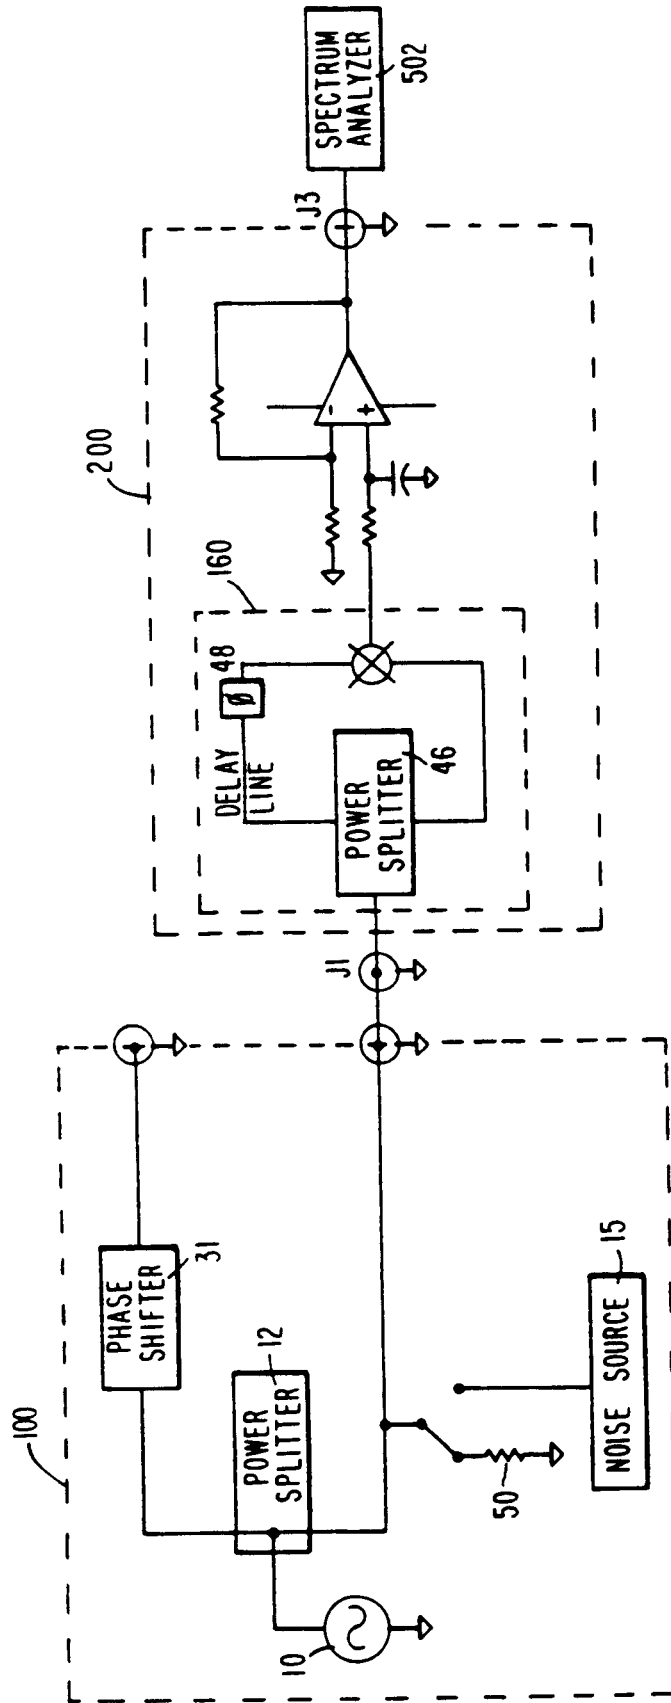 100
PHASE
SHIFTER
31
POWER
SPLITTER
12
10
50
NOISE SOURCE
15
J1
200
160
DELAY
LINE
48
Ø
POWER
SPLITTER
46
-
+
J3
SPECTRUM
ANALYZER
502